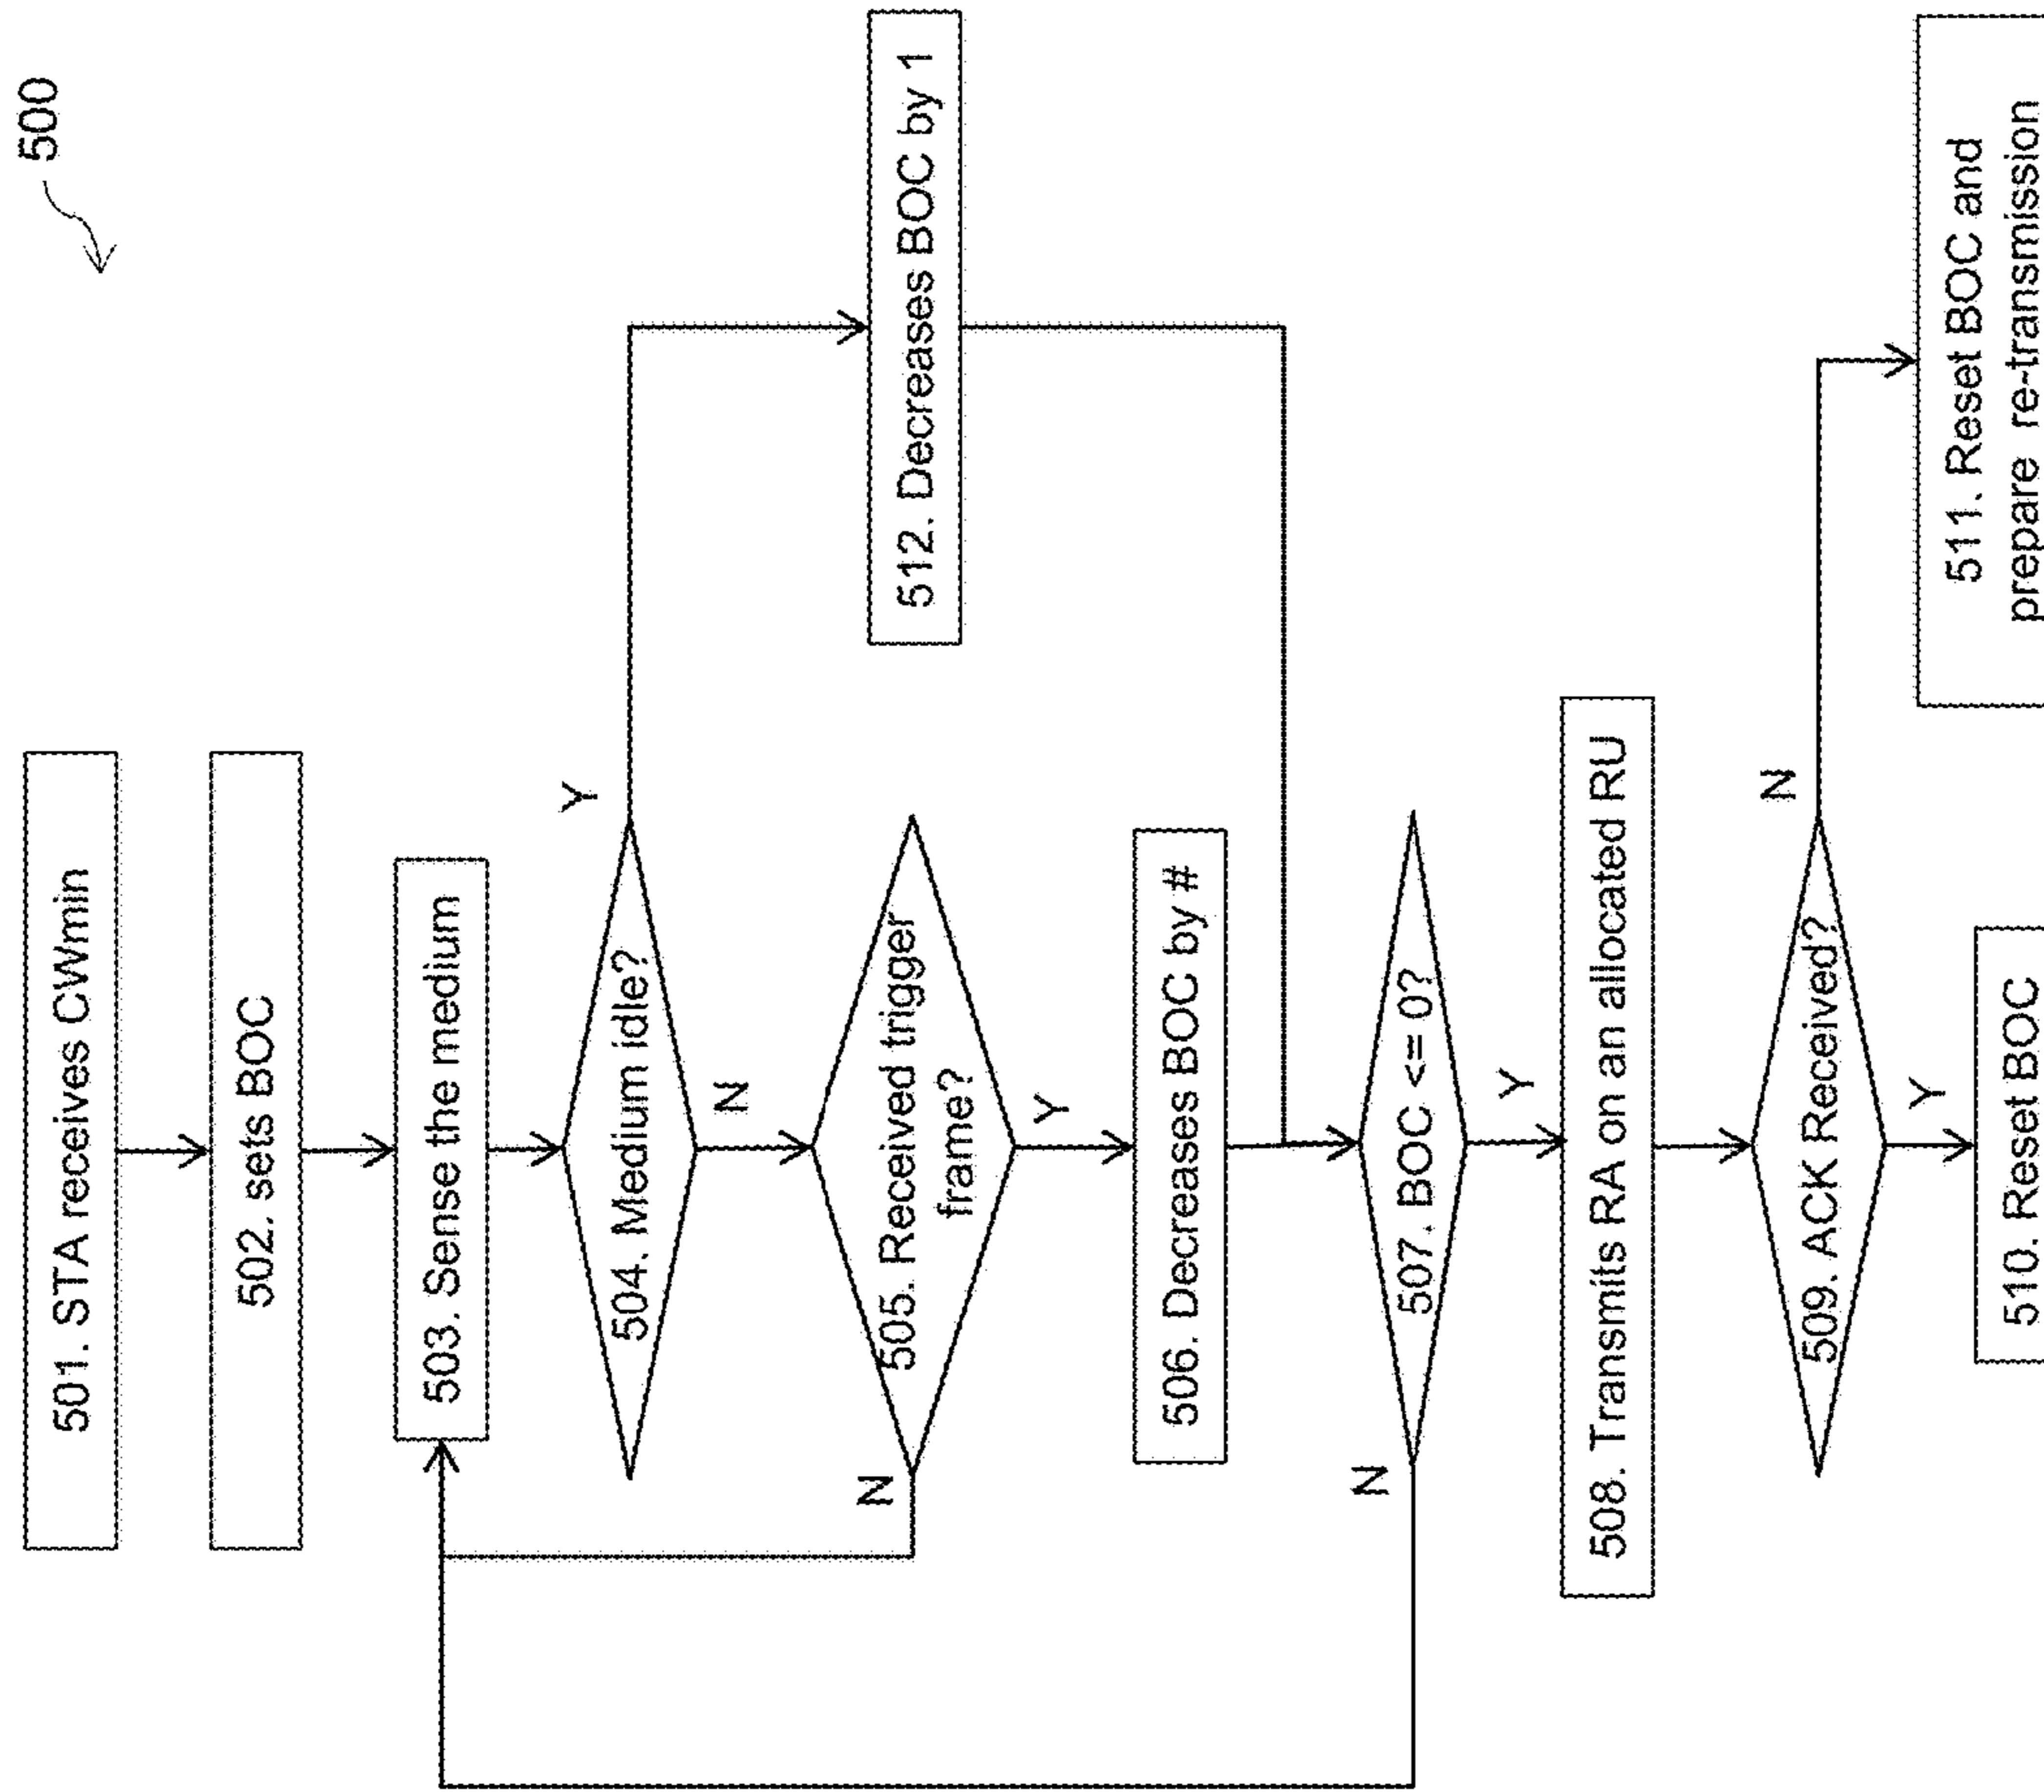 500
501. STA receives CWmin
502. sets BOC
503. Sense the medium
504. Medium idle?
Y
N
505. Received trigger
frame?
N
Y
512. Decreases BOC by 1
506. Decreases BOC by #
507. BOC <= 0?
N
Y
508. Transmits RA on an allocated RU
509. ACK Received?
N
Y
510. Reset BOC
511. Reset BOC and
prepare re-transmission